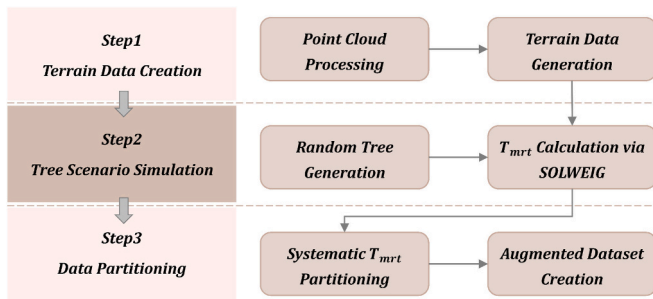 Step1
Terrain Data Creation
Point Cloud
Processing
Terrain Data
Generation
Step2
Tree Scenario Simulation
Random Tree
Generation
Tmrt Calculation via
SOLWEIG
Step3
Data Partitioning
Systematic Tmrt
Partitioning
Augmented Dataset
Creation